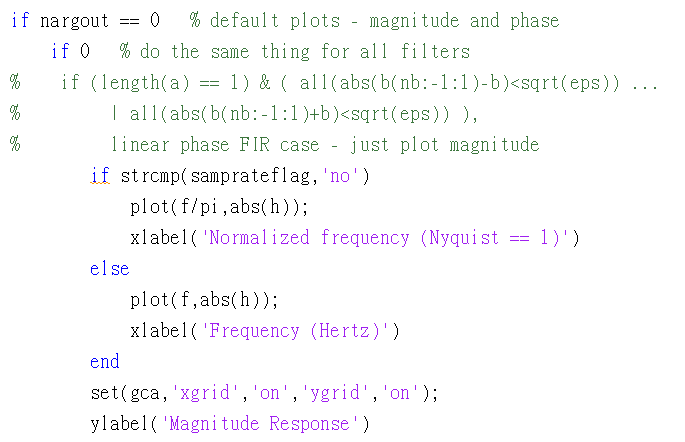 if nargout == 0   % default plots - magnitude and phase
    if 0   % do the same thing for all filters
%    if (length(a) == 1) & ( all(abs(b(nb:-1:1)-b)<sqrt(eps)) ...
%         | all(abs(b(nb:-1:1)+b)<sqrt(eps)) ),
%         linear phase FIR case - just plot magnitude
        if strcmp(samprateflag,'no')
            plot(f/pi,abs(h));
            xlabel('Normalized frequency (Nyquist == 1)')
        else
            plot(f,abs(h));
            xlabel('Frequency (Hertz)')
        end
        set(gca,'xgrid','on','ygrid','on');
        ylabel('Magnitude Response')